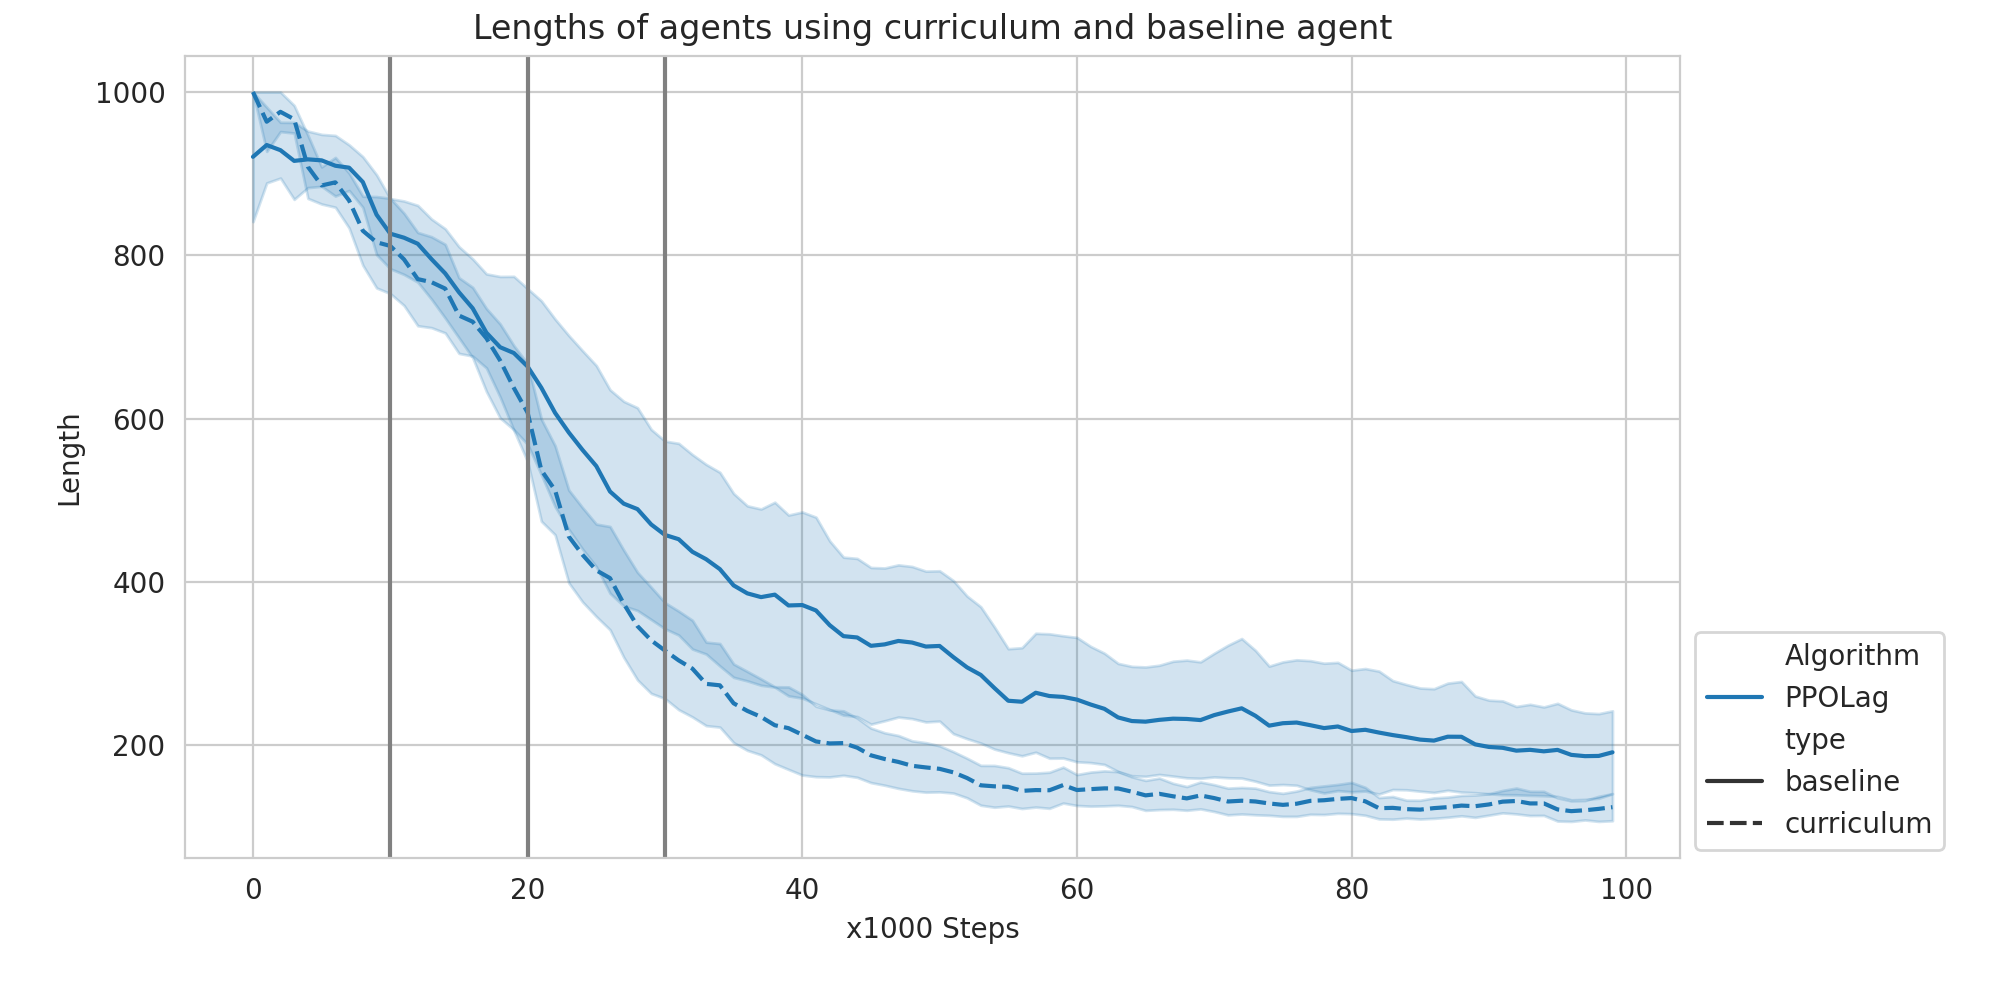 Lengths of agents using curriculum and baseline agent
1000
800
600
400
200
Length
0 20 40 60 80 100
x1000 Steps
Algorithm
PPOLag
type
baseline
curriculum